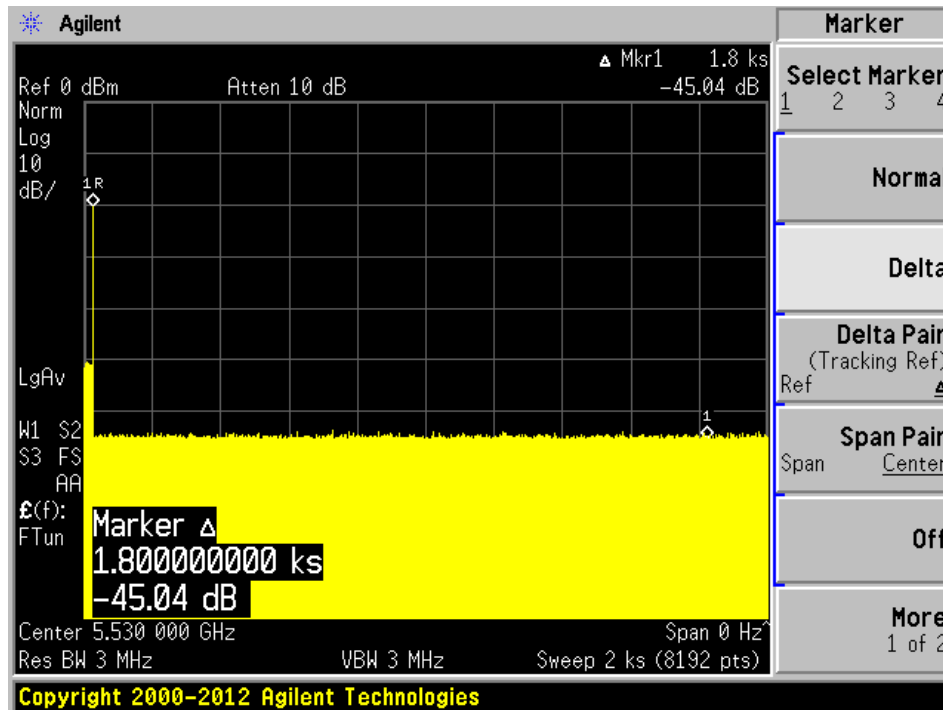 Agilent
Marker
Δ Mkr1 1.8 ks
Ref 0 dBm Atten 10 dB -45.04 dB
Norm
Log
10
dB/
1R
LgAv
1
W1 S2
S3 FS
AA
£(f):
FTun
Marker Δ
1.800000000 ks
-45.04 dB
Center 5.530 000 GHz Span 0 Hz^
Res BW 3 MHz VBW 3 MHz Sweep 2 ks (8192 pts)
Copyright 2000-2012 Agilent Technologies
Select Marker
1 2 3 4
Norma
Delta
Delta Pair
(Tracking Ref)
Ref Δ
Span Pair
Span Center
Off
More
1 of 2